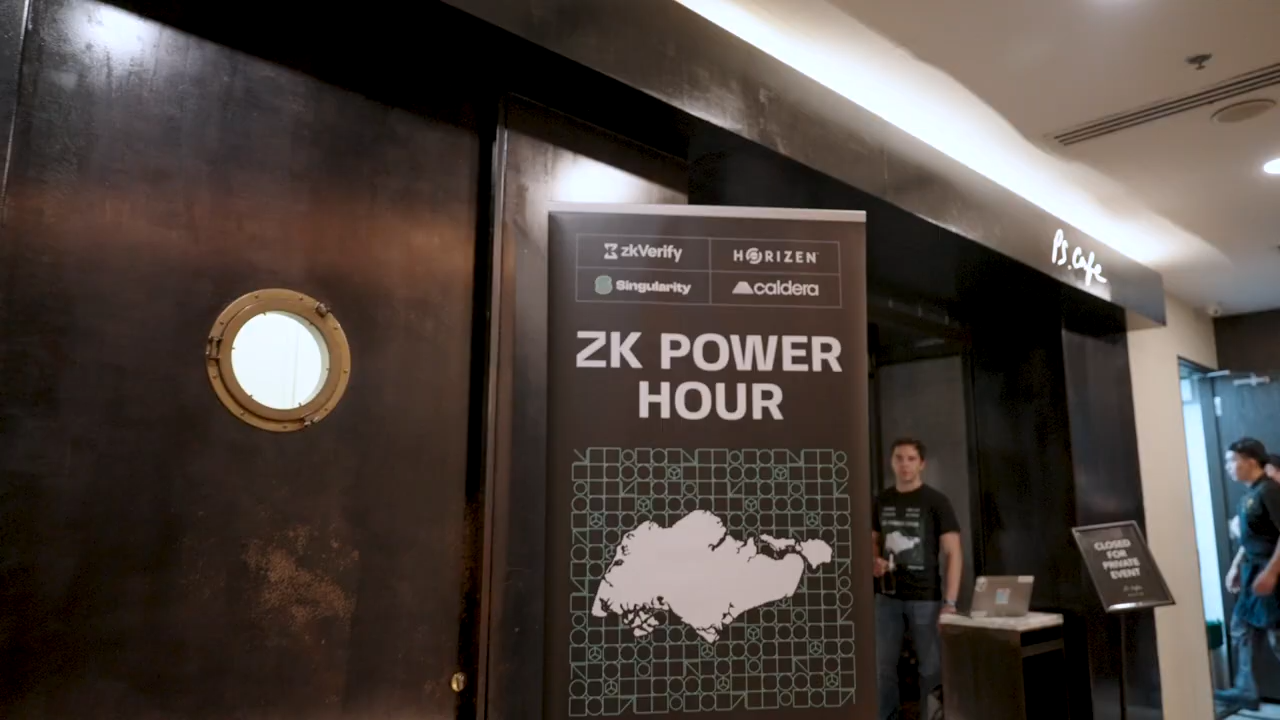 zkVerify
HORIZEN
Singularity
caldera
ZK POWER
HOUR
PS.Cafe
CLOSED
FOR
PRIVATE
EVENT